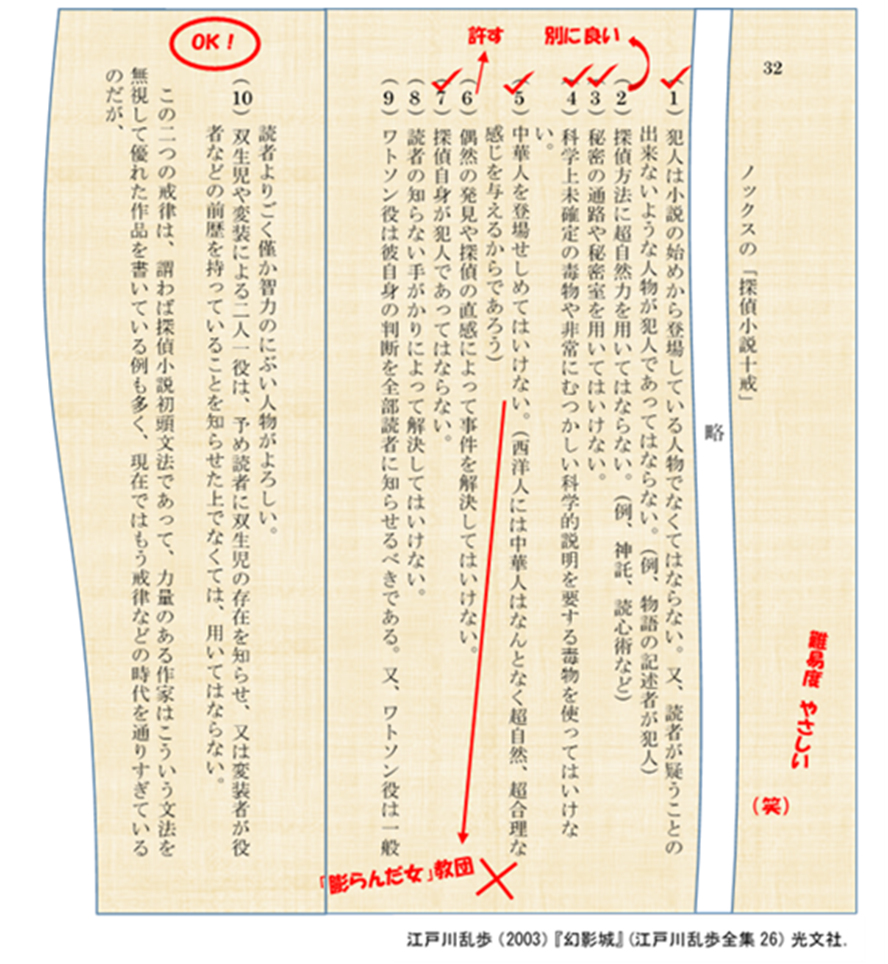 32
ノックスの「探偵小説十戒」
難易度 やさしい
(笑)
略
(1) 犯人は小説の始めから登場している人物でなくてはならない。又、読者が疑うことの
出来ないような人物が犯人であってはならない。(例、物語の記述者が犯人)
(2) 探偵方法に超自然力を用いてはならない。(例、神託、読心術など)
別に良い
(3) 秘密の通路や秘密室を用いてはいけない。
(4) 科学上未確定の毒物や非常にむつかしい科学的説明を要する毒物を使ってはいけな
い。
(5) 中華人を登場せしめてはいけない。(西洋人には中華人はなんとなく超自然、超合理な
感じを与えるからであろう)
「膨らんだ女」教団
(6) 偶然の発見や探偵の直感によって事件を解決してはいけない。
許す
(7) 探偵自身が犯人であってはならない。
(8) 読者の知らない手がかりによって解決してはいけない。
(9) ワトソン役は彼自身の判断を全部読者に知らせるべきである。又、ワトソン役は一般
読者よりごく僅か智力のにぶい人物がよろしい。
(10) 双生児や変装による二人一役は、予め読者に双生児の存在を知らせ、又は変装者が役
者などの前歴を持っていることを知らせた上でなくては、用いてはならない。
OK!
この二つの戒律は、謂わば探偵小説初頭文法であって、力量のある作家はこういう文法を
無視して優れた作品を書いている例も多く、現在ではもう戒律などの時代を通りすぎている
のだが、
江戸川乱歩 (2003)『幻影城』(江戸川乱歩全集26) 光文社.